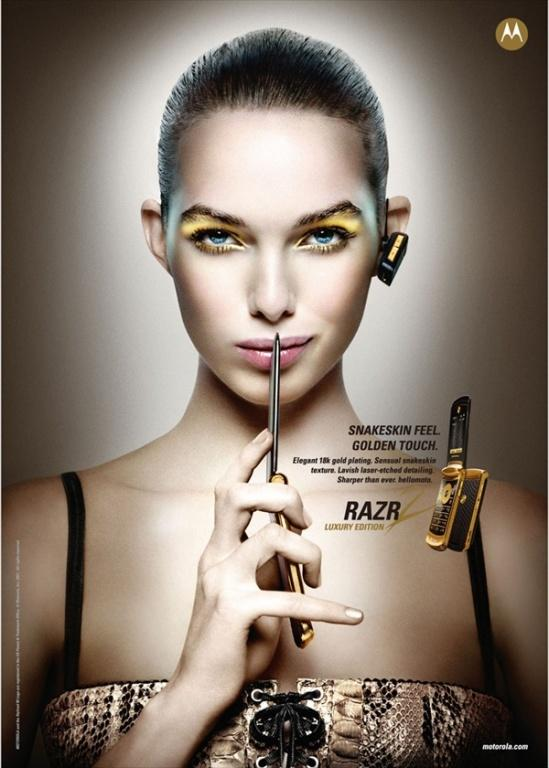 SNAKESKIN FEEL.
GOLDEN TOUCH.
Elegant 18k gold plating. Sensual snakeskin
texture. Lavish laser-etched detailing.
Sharper than ever. hellomoto.
RAZR2
LUXURY EDITION
motorola.com